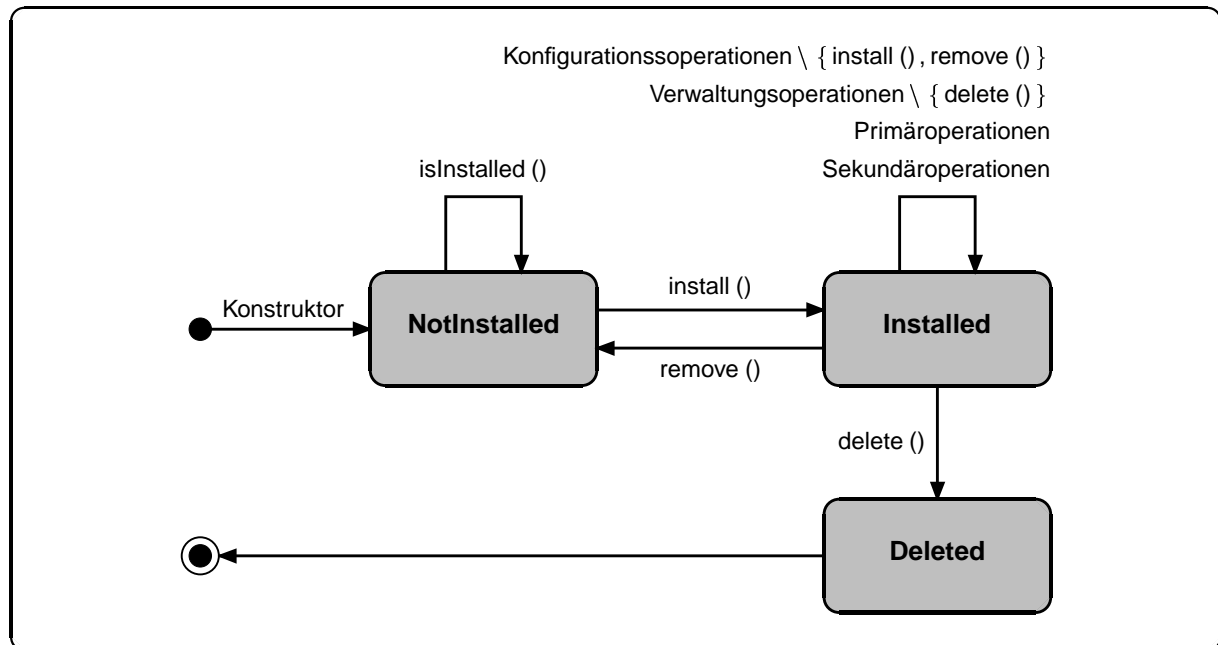 Konfigurationssoperationen \ { install () , remove () }
Verwaltungsoperationen \ { delete () }
Primäroperationen
Sekundäroperationen
isInstalled ()
Konstruktor
NotInstalled
install ()
remove ()
Installed
delete ()
Deleted